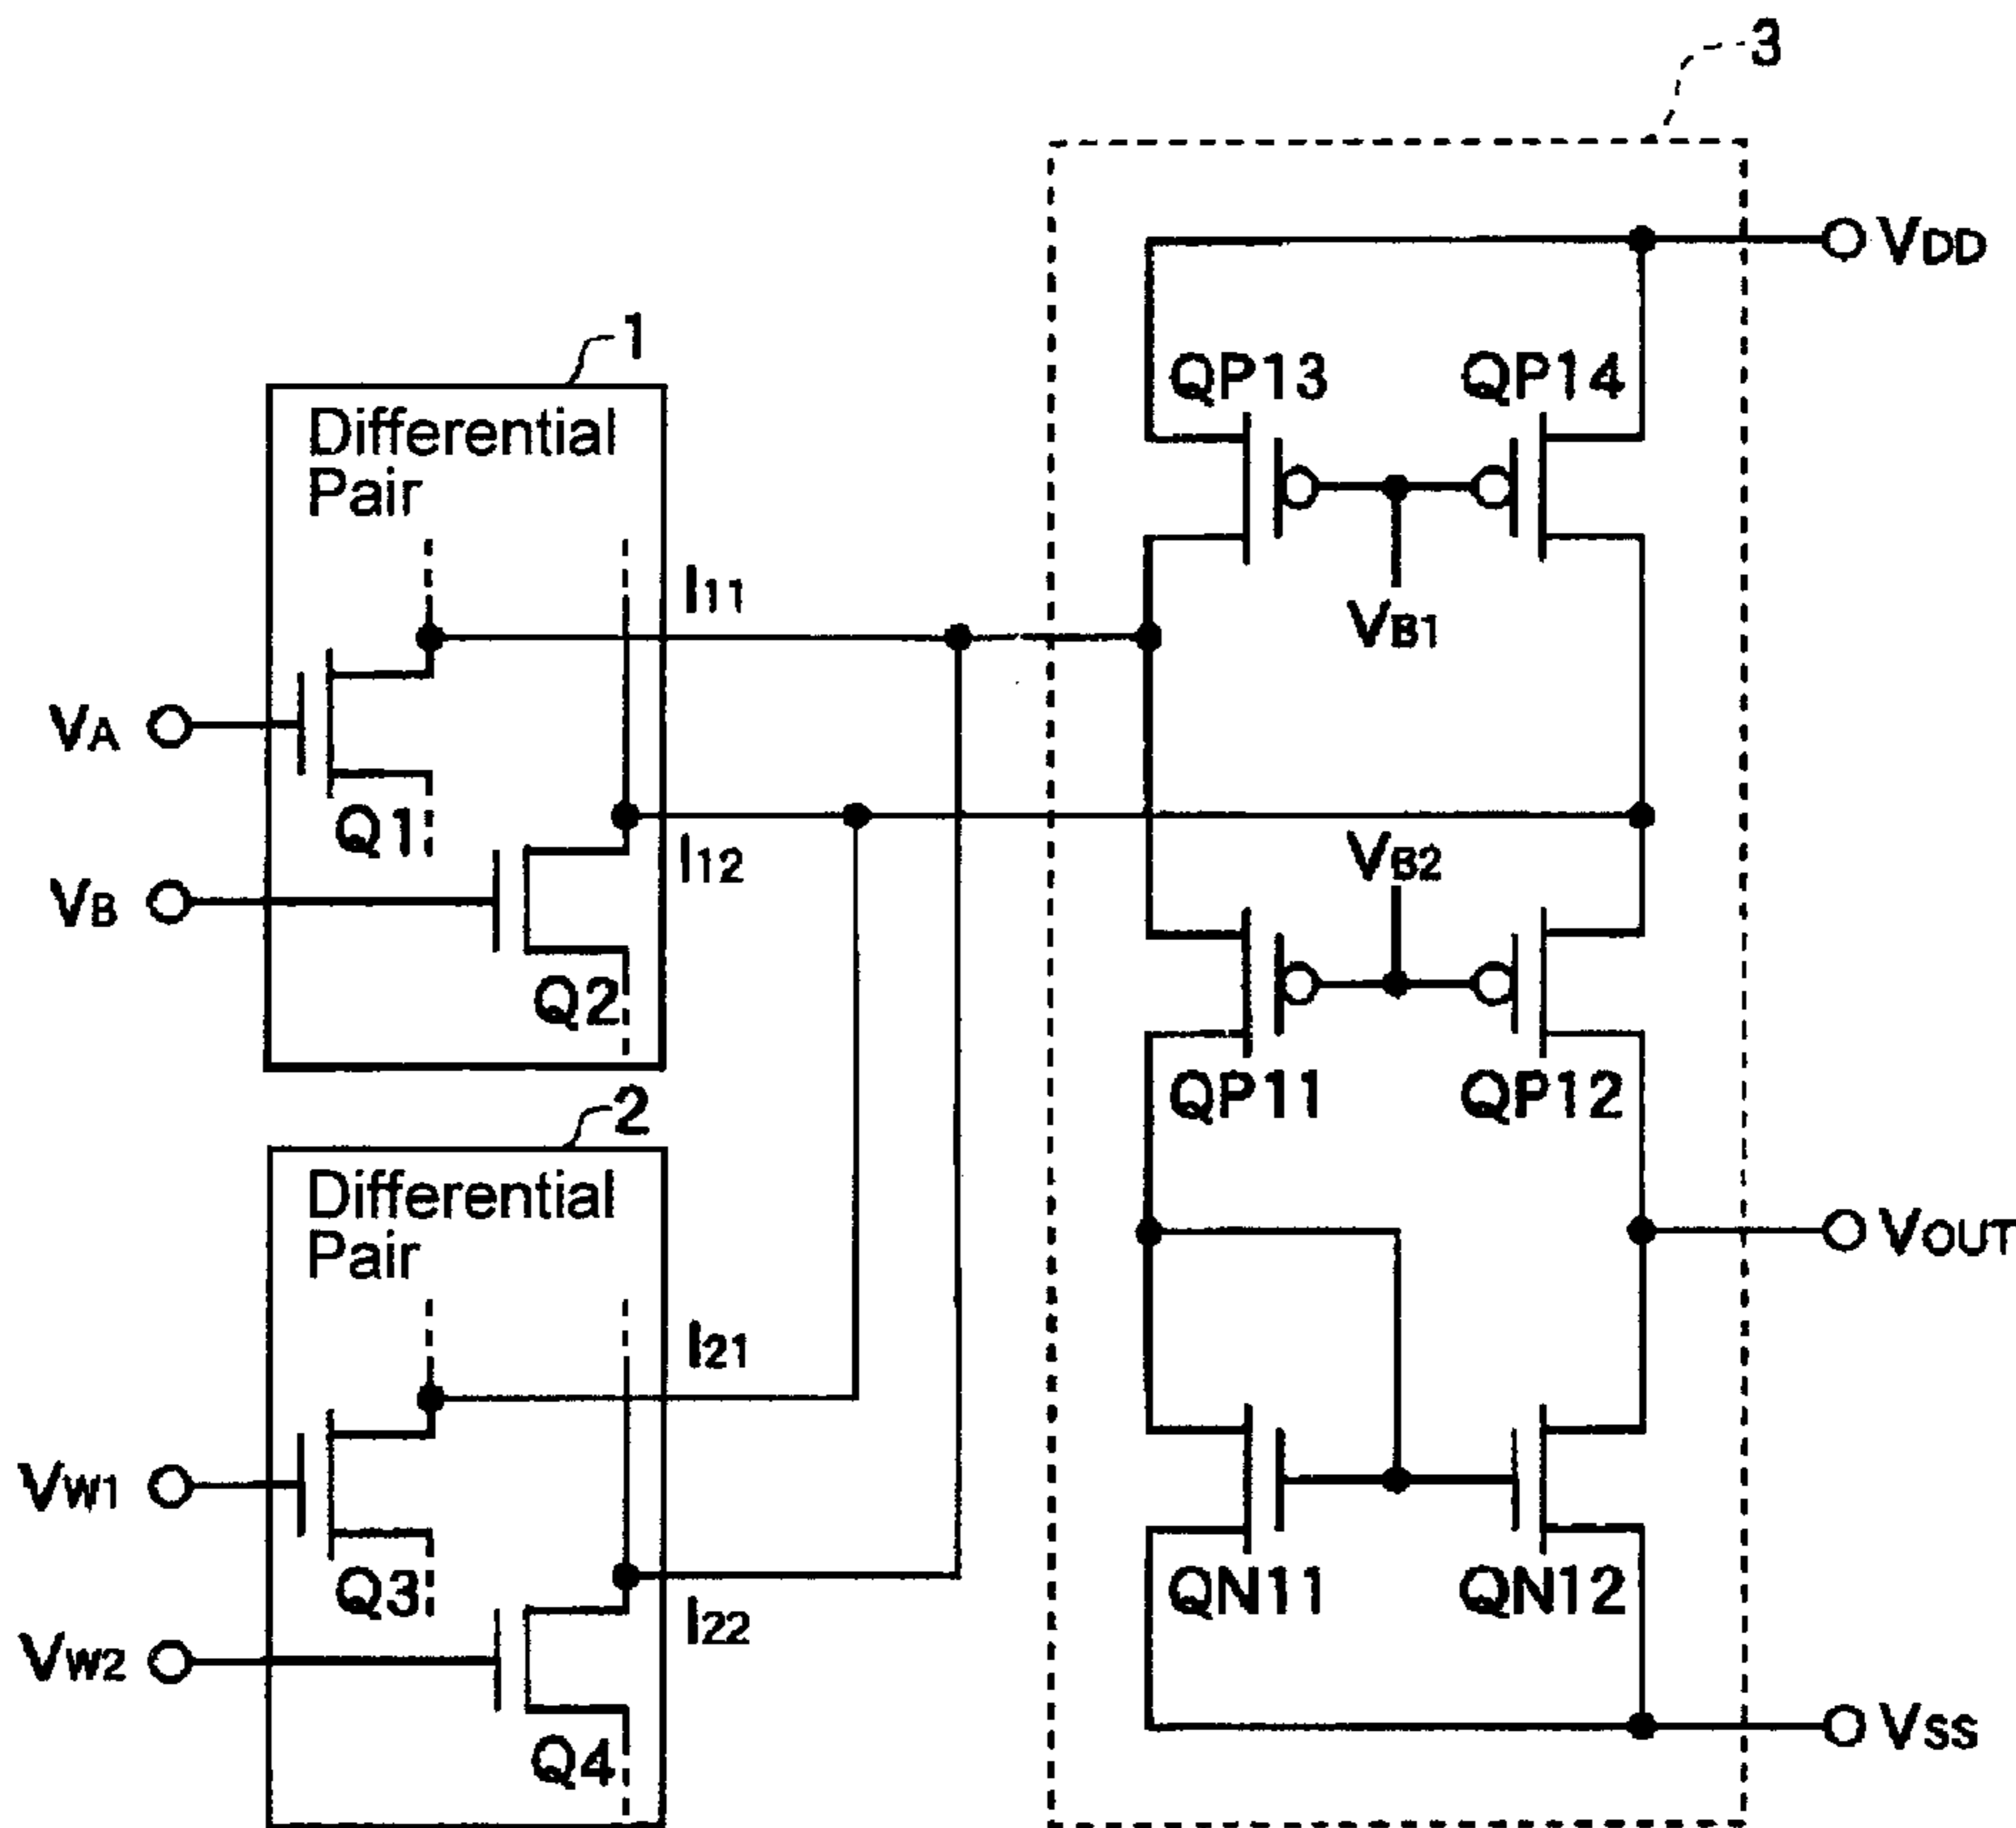 3
VDD
1
Differential
Pair
QP13
QP14
I11
VB1
VA
Q1
I12
VB2
VB
Q2
QP11
QP12
2
Differential
Pair
VOUT
I21
VW1
Q3
QN11
QN12
I22
VW2
Q4
VSS